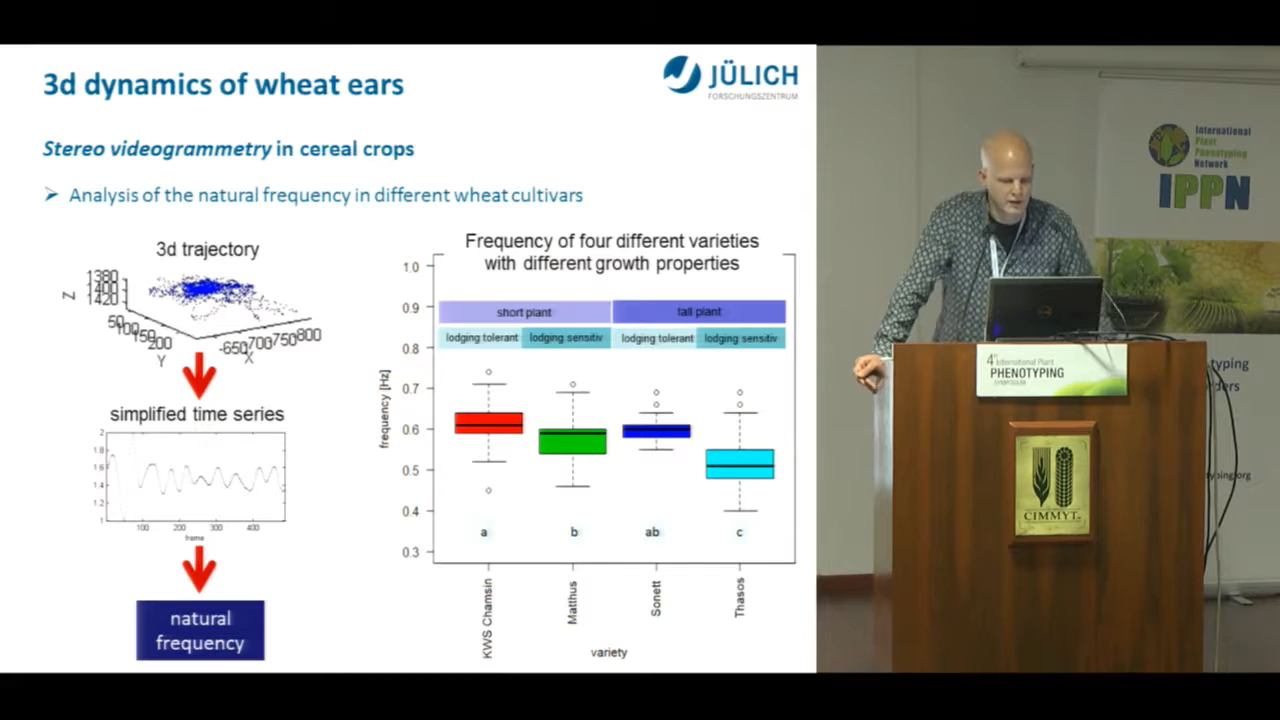 3d dynamics of wheat ears
JÜLICH
FORSCHUNGSZENTRUM
Stereo videogrammetry in cereal crops
➢ Analysis of the natural frequency in different wheat cultivars
3d trajectory
1380
1400
1420
Z
50
100
150
200
Y
-650
700
750
800
X
simplified time series
2
1.8
1.6
1.4
1.2
1
100 200 300 400
frame
natural
frequency
Frequency of four different varieties
with different growth properties
1.0
0.9
0.8
0.7
0.6
0.5
0.4
0.3
frequency [Hz]
short plant
tall plant
lodging tolerant
lodging sensitiv
lodging tolerant
lodging sensitiv
a
b
ab
c
KWS Chamsin
Matthus
Sonett
Thasos
variety
International
Plant
Phenotyping
Network
IPPN
4th International Plant
PHENOTYPING
SYMPOSIUM
CIMMYT